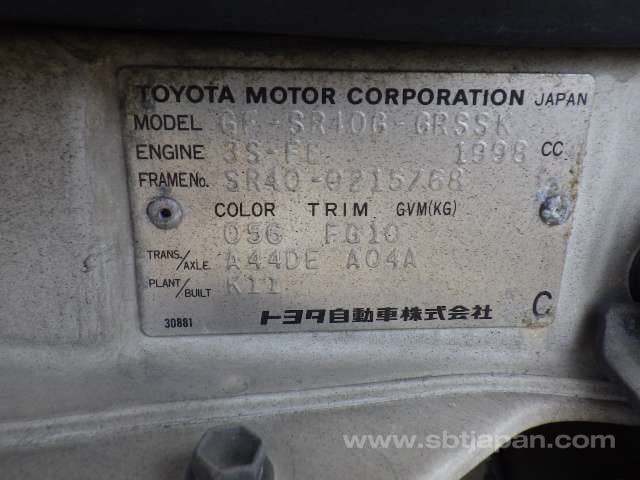 TOYOTA MOTOR CORPORATION JAPAN
MODEL GF-SR40G-GRSSK
ENGINE 3S-FE 1998 CC
FRAME No. SR40-0215768
COLOR TRIM GVM(KG)
056 FG10
TRANS./AXLE A44DE A04A
PLANT/BUILT K11
30881 トヨタ自動車株式会社 C
www.sbtjapan.com